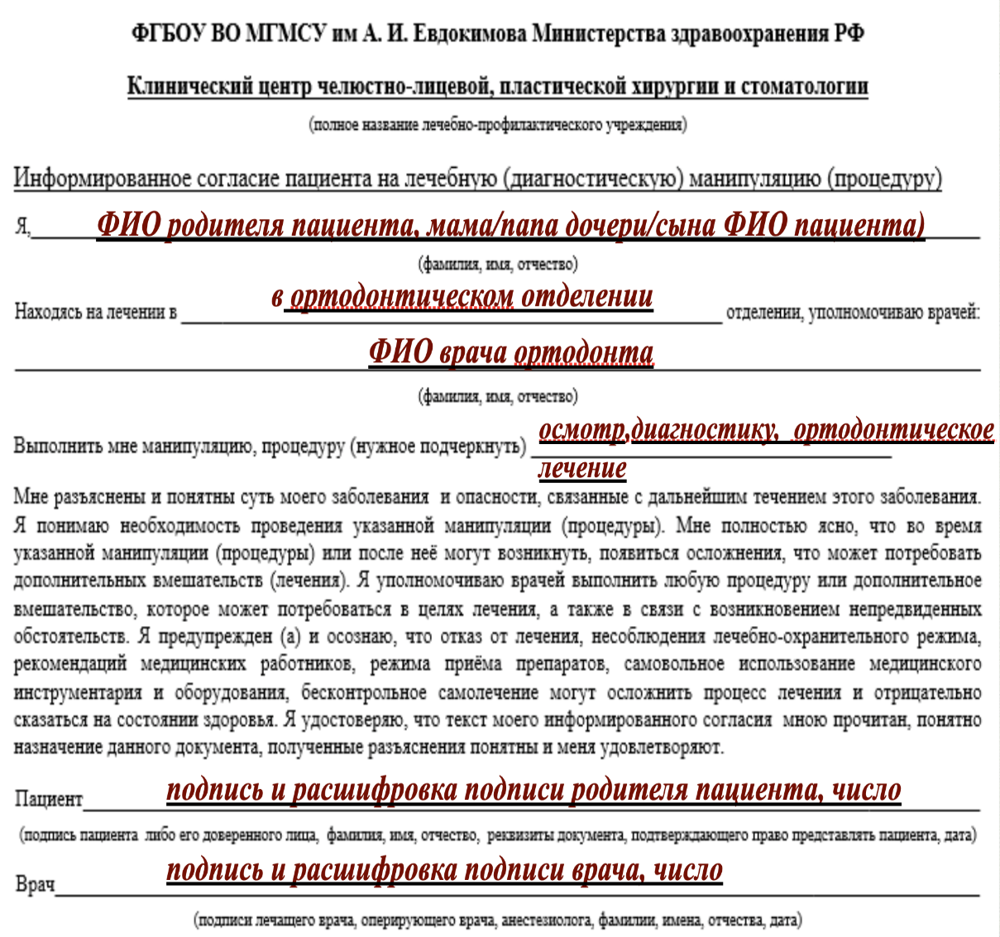 ФГБОУ ВО МГМСУ им А. И. Евдокимова Министерства здравоохранения РФ
Клинический центр челюстно-лицевой, пластической хирургии и стоматологии
(полное название лечебно-профилактического учреждения)
Информированное согласие пациента на лечебную (диагностическую) манипуляцию (процедуру)
Я, ФИО родителя пациента, мама/папа дочери/сына ФИО пациента)
(фамилия, имя, отчество)
в ортодонтическом отделении
Находясь на лечении в отделении, уполномочиваю врачей:
ФИО врача ортодонта
(фамилия, имя, отчество)
осмотр,диагностику, ортодонтическое
Выполнить мне манипуляцию, процедуру (нужное подчеркнуть)
лечение
Мне разъяснены и понятны суть моего заболевания и опасности, связанные с дальнейшим течением этого заболевания.
Я понимаю необходимость проведения указанной манипуляции (процедуры). Мне полностью ясно, что во время
указанной манипуляции (процедуры) или после неё могут возникнуть, появиться осложнения, что может потребовать
дополнительных вмешательств (лечения). Я уполномочиваю врачей выполнить любую процедуру или дополнительное
вмешательство, которое может потребоваться в целях лечения, а также в связи с возникновением непредвиденных
обстоятельств. Я предупрежден (а) и осознаю, что отказ от лечения, несоблюдения лечебно-охранительного режима,
рекомендаций медицинских работников, режима приёма препаратов, самовольное использование медицинского
инструментария и оборудования, бесконтрольное самолечение могут осложнить процесс лечения и отрицательно
сказаться на состоянии здоровья. Я удостоверяю, что текст моего информированного согласия мною прочитан, понятно
назначение данного документа, полученные разъяснения понятны и меня удовлетворяют.
Пациент подпись и расшифровка подписи родителя пациента, число
(подпись пациента либо его доверенного лица, фамилия, имя, отчество, реквизиты документа, подтверждающего право представлять пациента, дата)
Врач подпись и расшифровка подписи врача, число
(подписи лечащего врача, оперирующего врача, анестезиолога, фамилии, имена, отчества, дата)